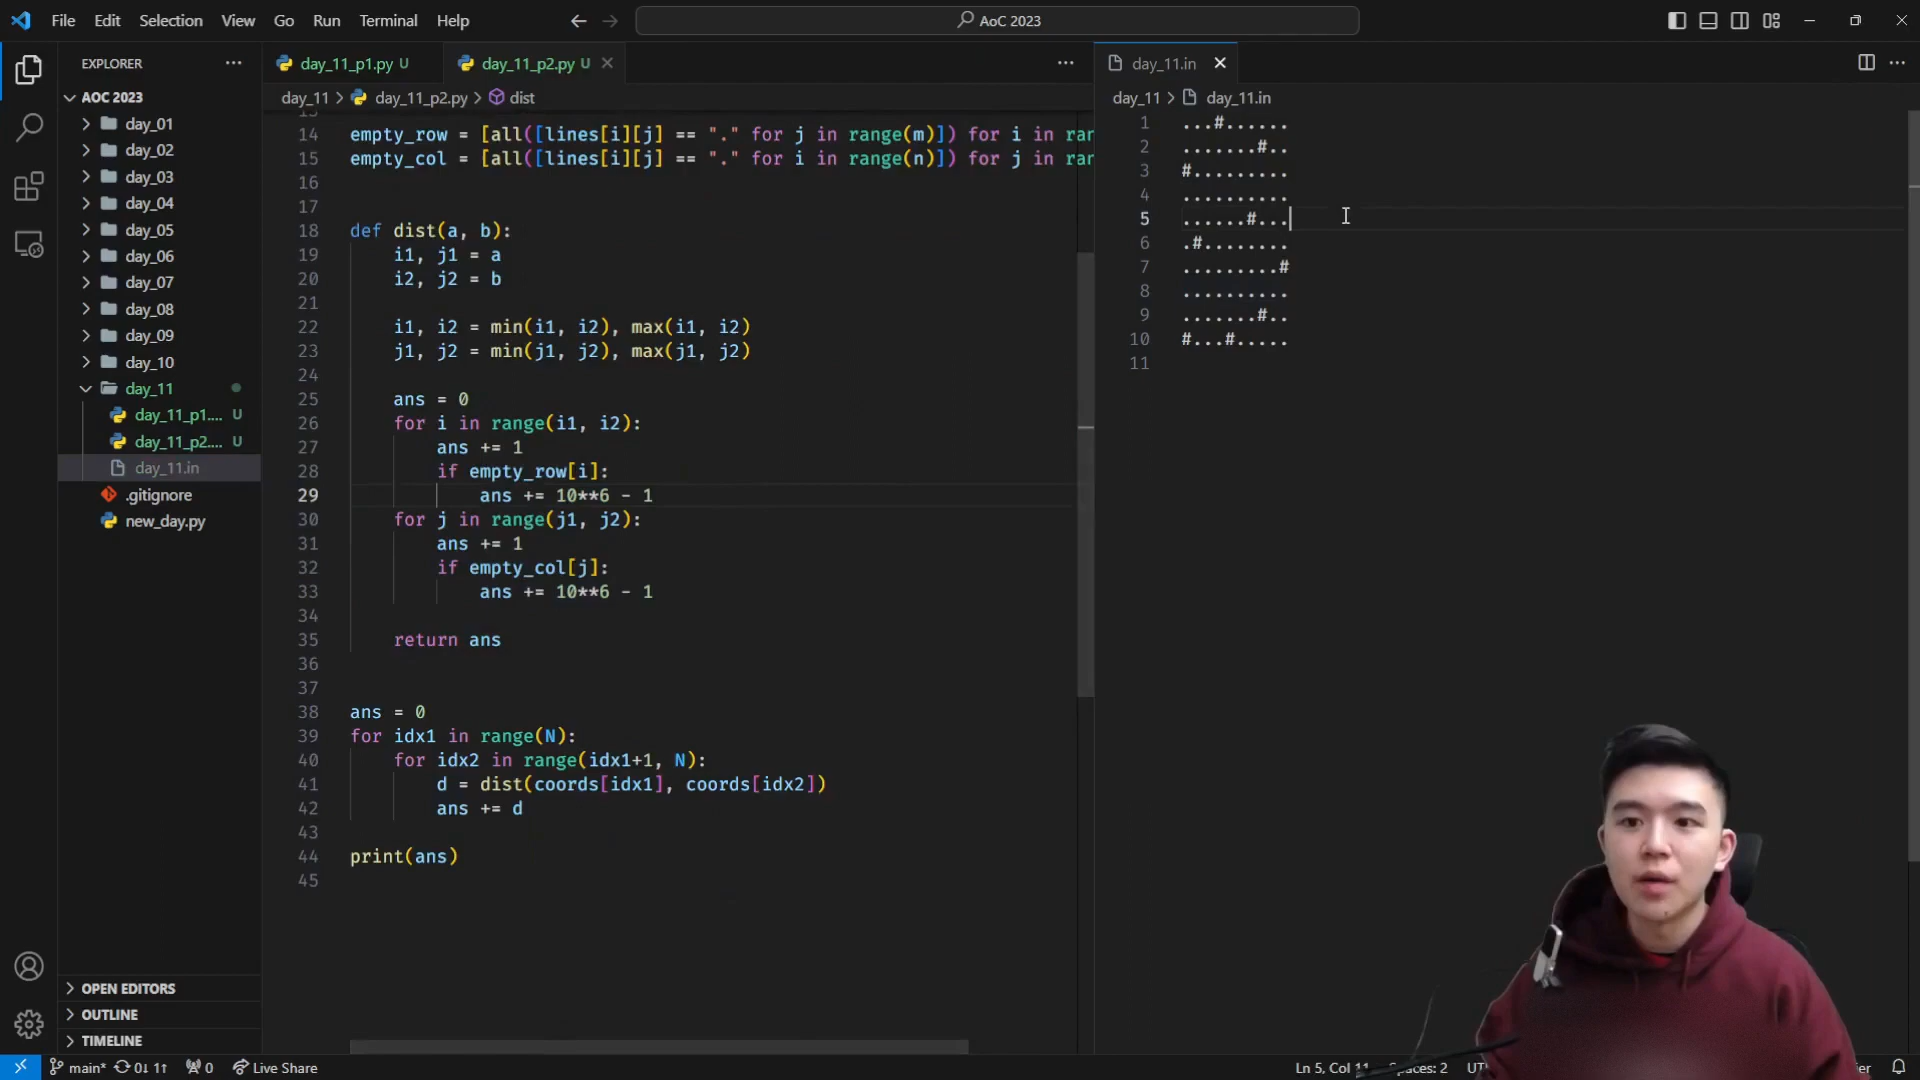 File Edit Selection View Go Run Terminal Help
AoC 2023
EXPLORER
AOC 2023
day_01
day_02
day_03
day_04
day_05
day_06
day_07
day_08
day_09
day_10
day_11
day_11_p1.... U
day_11_p2.... U
day_11.in
.gitignore
new_day.py
OPEN EDITORS
OUTLINE
TIMELINE
day_11_p1.py U
day_11_p2.py U
day_11 > day_11_p2.py > dist
14 empty_row = [all([lines[i][j] == "." for j in range(m)]) for i in ran
15 empty_col = [all([lines[i][j] == "." for i in range(n)]) for j in ran
16
17
18 def dist(a, b):
19 i1, j1 = a
20 i2, j2 = b
21
22 i1, i2 = min(i1, i2), max(i1, i2)
23 j1, j2 = min(j1, j2), max(j1, j2)
24
25 ans = 0
26 for i in range(i1, i2):
27 ans += 1
28 if empty_row[i]:
29 ans += 10**6 - 1
30 for j in range(j1, j2):
31 ans += 1
32 if empty_col[j]:
33 ans += 10**6 - 1
34
35 return ans
36
37
38 ans = 0
39 for idx1 in range(N):
40 for idx2 in range(idx1+1, N):
41 d = dist(coords[idx1], coords[idx2])
42 ans += d
43
44 print(ans)
45
day_11.in
day_11 > day_11.in
1 ...#......
2 .......#..
3 #.........
4 ..........
5 ......#...
6 .#........
7 .........#
8 ..........
9 .......#..
10 #...#.....
11
main* 0↓ 1↑ 0 Live Share
Ln 5, Col 11 Spaces: 2